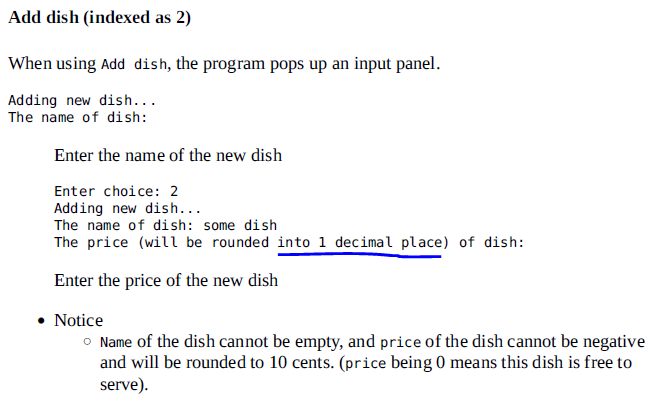 Add dish (indexed as 2)
When using Add dish, the program pops up an input panel.
Adding new dish...
The name of dish:
Enter the name of the new dish
Enter choice: 2
Adding new dish...
The name of dish: some dish
The price (will be rounded into 1 decimal place) of dish:
Enter the price of the new dish
• Notice
◦ Name of the dish cannot be empty, and price of the dish cannot be negative
and will be rounded to 10 cents. (price being 0 means this dish is free to
serve).